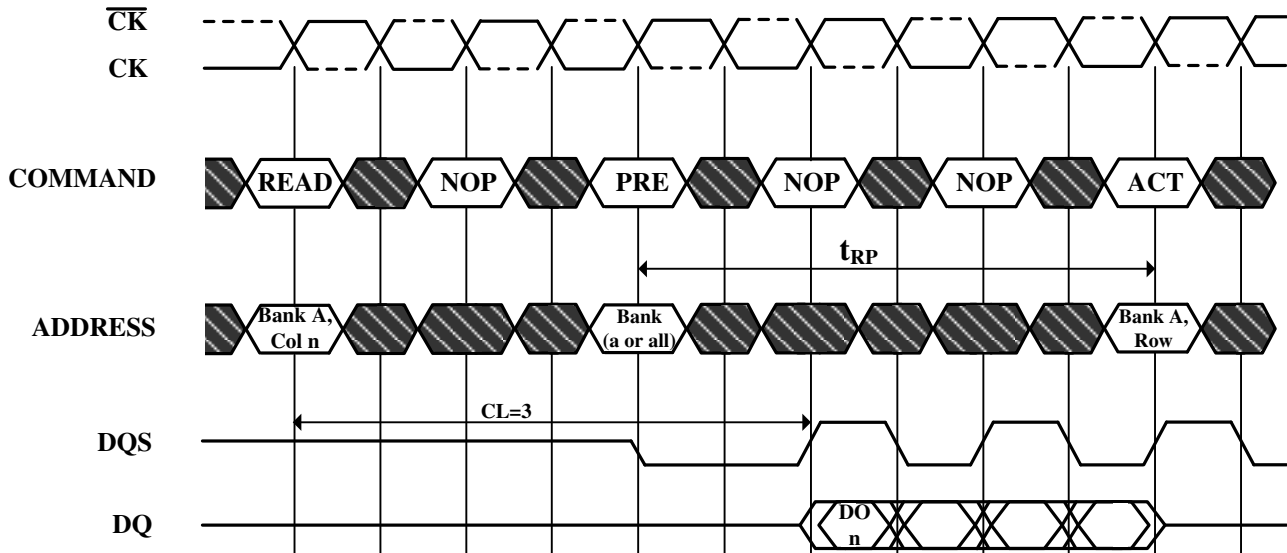 CK
CK
COMMAND READ NOP PRE NOP NOP ACT
tRP
ADDRESS Bank A, Col n Bank (a or all) Bank A, Row
CL=3
DQS
DQ DO n